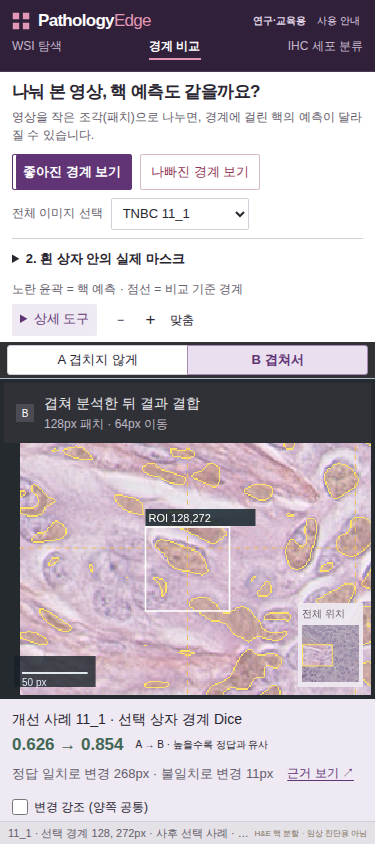 PathologyEdge
연구·교육용 사용 안내
WSI 탐색 경계 비교 IHC 세포 분류
나눠 본 영상, 핵 예측도 같을까요?
영상을 작은 조각(패치)으로 나누면, 경계에 걸린 핵의 예측이 달라
질 수 있습니다.
좋아진 경계 보기 나빠진 경계 보기
전체 이미지 선택 TNBC 11_1
2. 흰 상자 안의 실제 마스크
노란 윤곽 = 핵 예측 · 점선 = 비교 기준 경계
상세 도구 − + 맞춤
A 겹치지 않게 B 겹쳐서
B 겹쳐 분석한 뒤 결과 결합
128px 패치 · 64px 이동
ROI 128,272
전체 위치
50 px
개선 사례 11_1 · 선택 상자 경계 Dice
0.626 → 0.854 A → B · 높을수록 정답과 유사
정답 일치로 변경 268px · 불일치로 변경 11px 근거 보기 ↗
변경 강조 (양쪽 공통)
11_1 · 선택 경계 128, 272px · 사후 선택 사례 · … H&E 핵 분할 · 임상 진단용 아님